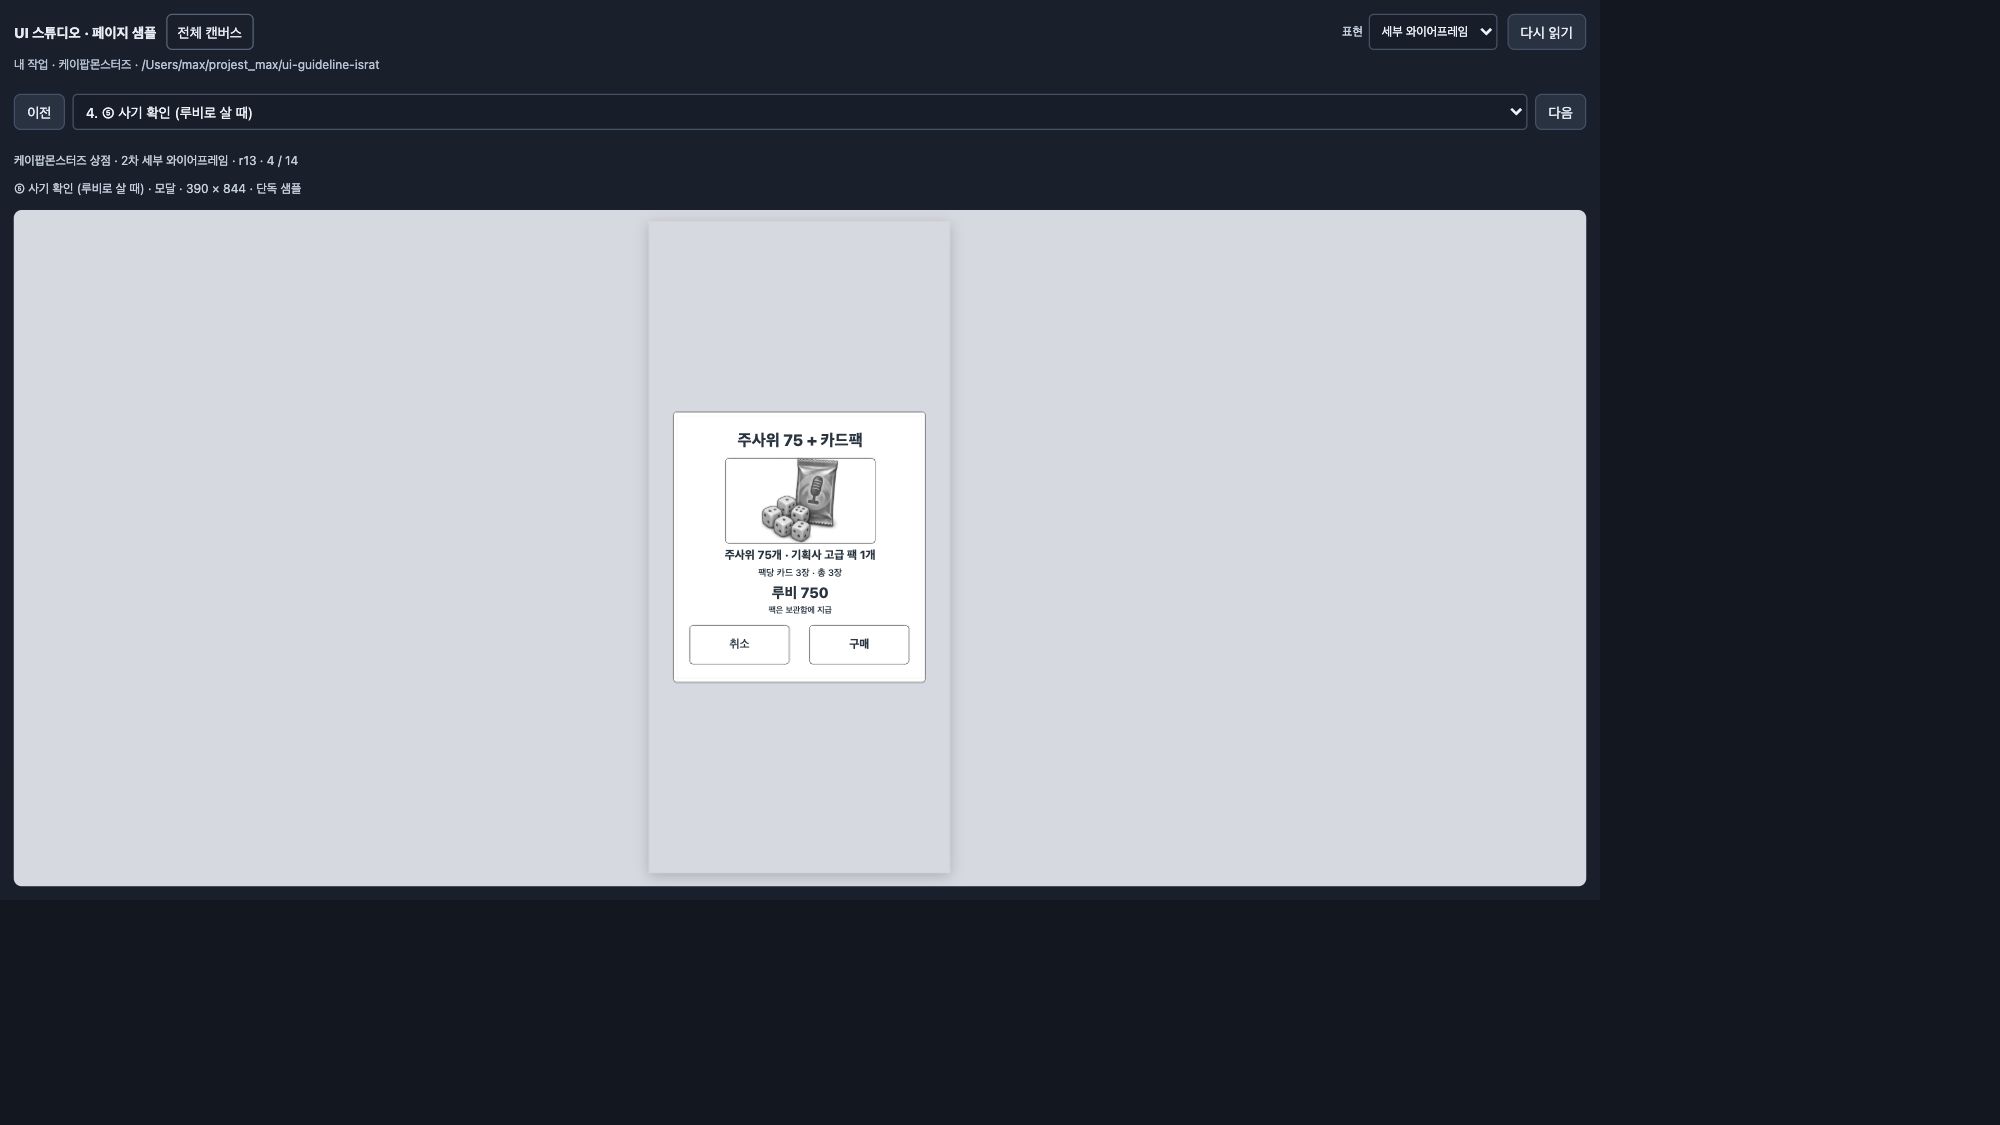 UI 스튜디오 · 페이지 샘플
전체 캔버스
표현
세부 와이어프레임
다시 읽기
내 작업 · 케이팝몬스터즈 · /Users/max/projest_max/ui-guideline-israt
이전
4. ⑤ 사기 확인 (루비로 살 때)
다음
케이팝몬스터즈 상점 · 2차 세부 와이어프레임 · r13 · 4 / 14
⑤ 사기 확인 (루비로 살 때) · 모달 · 390 × 844 · 단독 샘플
주사위 75 + 카드팩
주사위 75개 · 기획사 고급 팩 1개
팩당 카드 3장 · 총 3장
루비 750
팩은 보관함에 지급
취소
구매